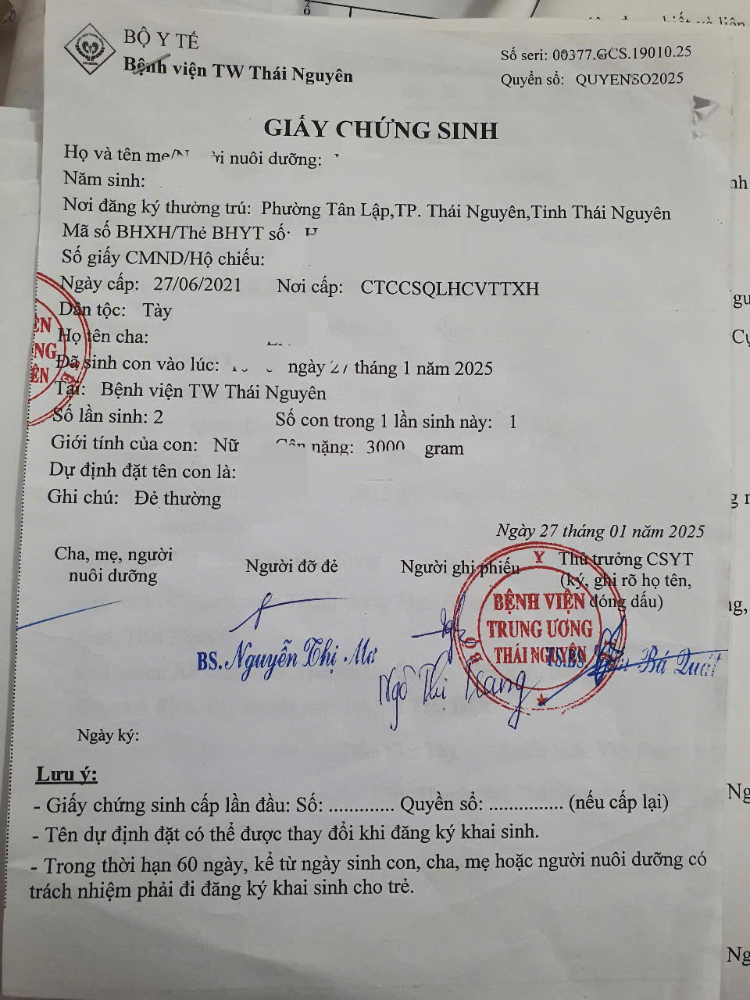 BỘ Y TẾ
Bệnh viện TW Thái Nguyên
Số seri: 00377.GCS.19010.25
Quyển số: QUYENSO2025
GIẤY CHỨNG SINH
Họ và tên mẹ/ nuôi dưỡng:
Năm sinh:
Nơi đăng ký thường trú: Phường Tân Lập,TP. Thái Nguyên,Tỉnh Thái Nguyên
Mã số BHXH/Thẻ BHYT số:
Số giấy CMND/Hộ chiếu:
Ngày cấp: 27/06/2021 Nơi cấp: CTCCSQLHCVTTXH
Dân tộc: Tày
Họ tên cha:
Đã sinh con vào lúc: ngày 27 tháng 1 năm 2025
Tại: Bệnh viện TW Thái Nguyên
Số lần sinh: 2 Số con trong 1 lần sinh này: 1
Giới tính của con: Nữ Cân nặng: 3000 gram
Dự định đặt tên con là:
Ghi chú: Đẻ thường
Ngày 27 tháng 01 năm 2025
Cha, mẹ, người
nuôi dưỡng
Người đỡ đẻ
Người ghi phiếu
Thủ trưởng CSYT
(ký, ghi rõ họ tên,
đóng dấu)
BỆNH VIỆN
TRUNG ƯƠNG
THÁI NGUYÊN
BS. Nguyễn Thị Mơ
Ngô Thị Trang
TS.BS Bá Quát
Ngày ký:
Lưu ý:
- Giấy chứng sinh cấp lần đầu: Số: ............. Quyền sổ: ............... (nếu cấp lại)
- Tên dự định đặt có thể được thay đổi khi đăng ký khai sinh.
- Trong thời hạn 60 ngày, kể từ ngày sinh con, cha, mẹ hoặc người nuôi dưỡng có
trách nhiệm phải đi đăng ký khai sinh cho trẻ.